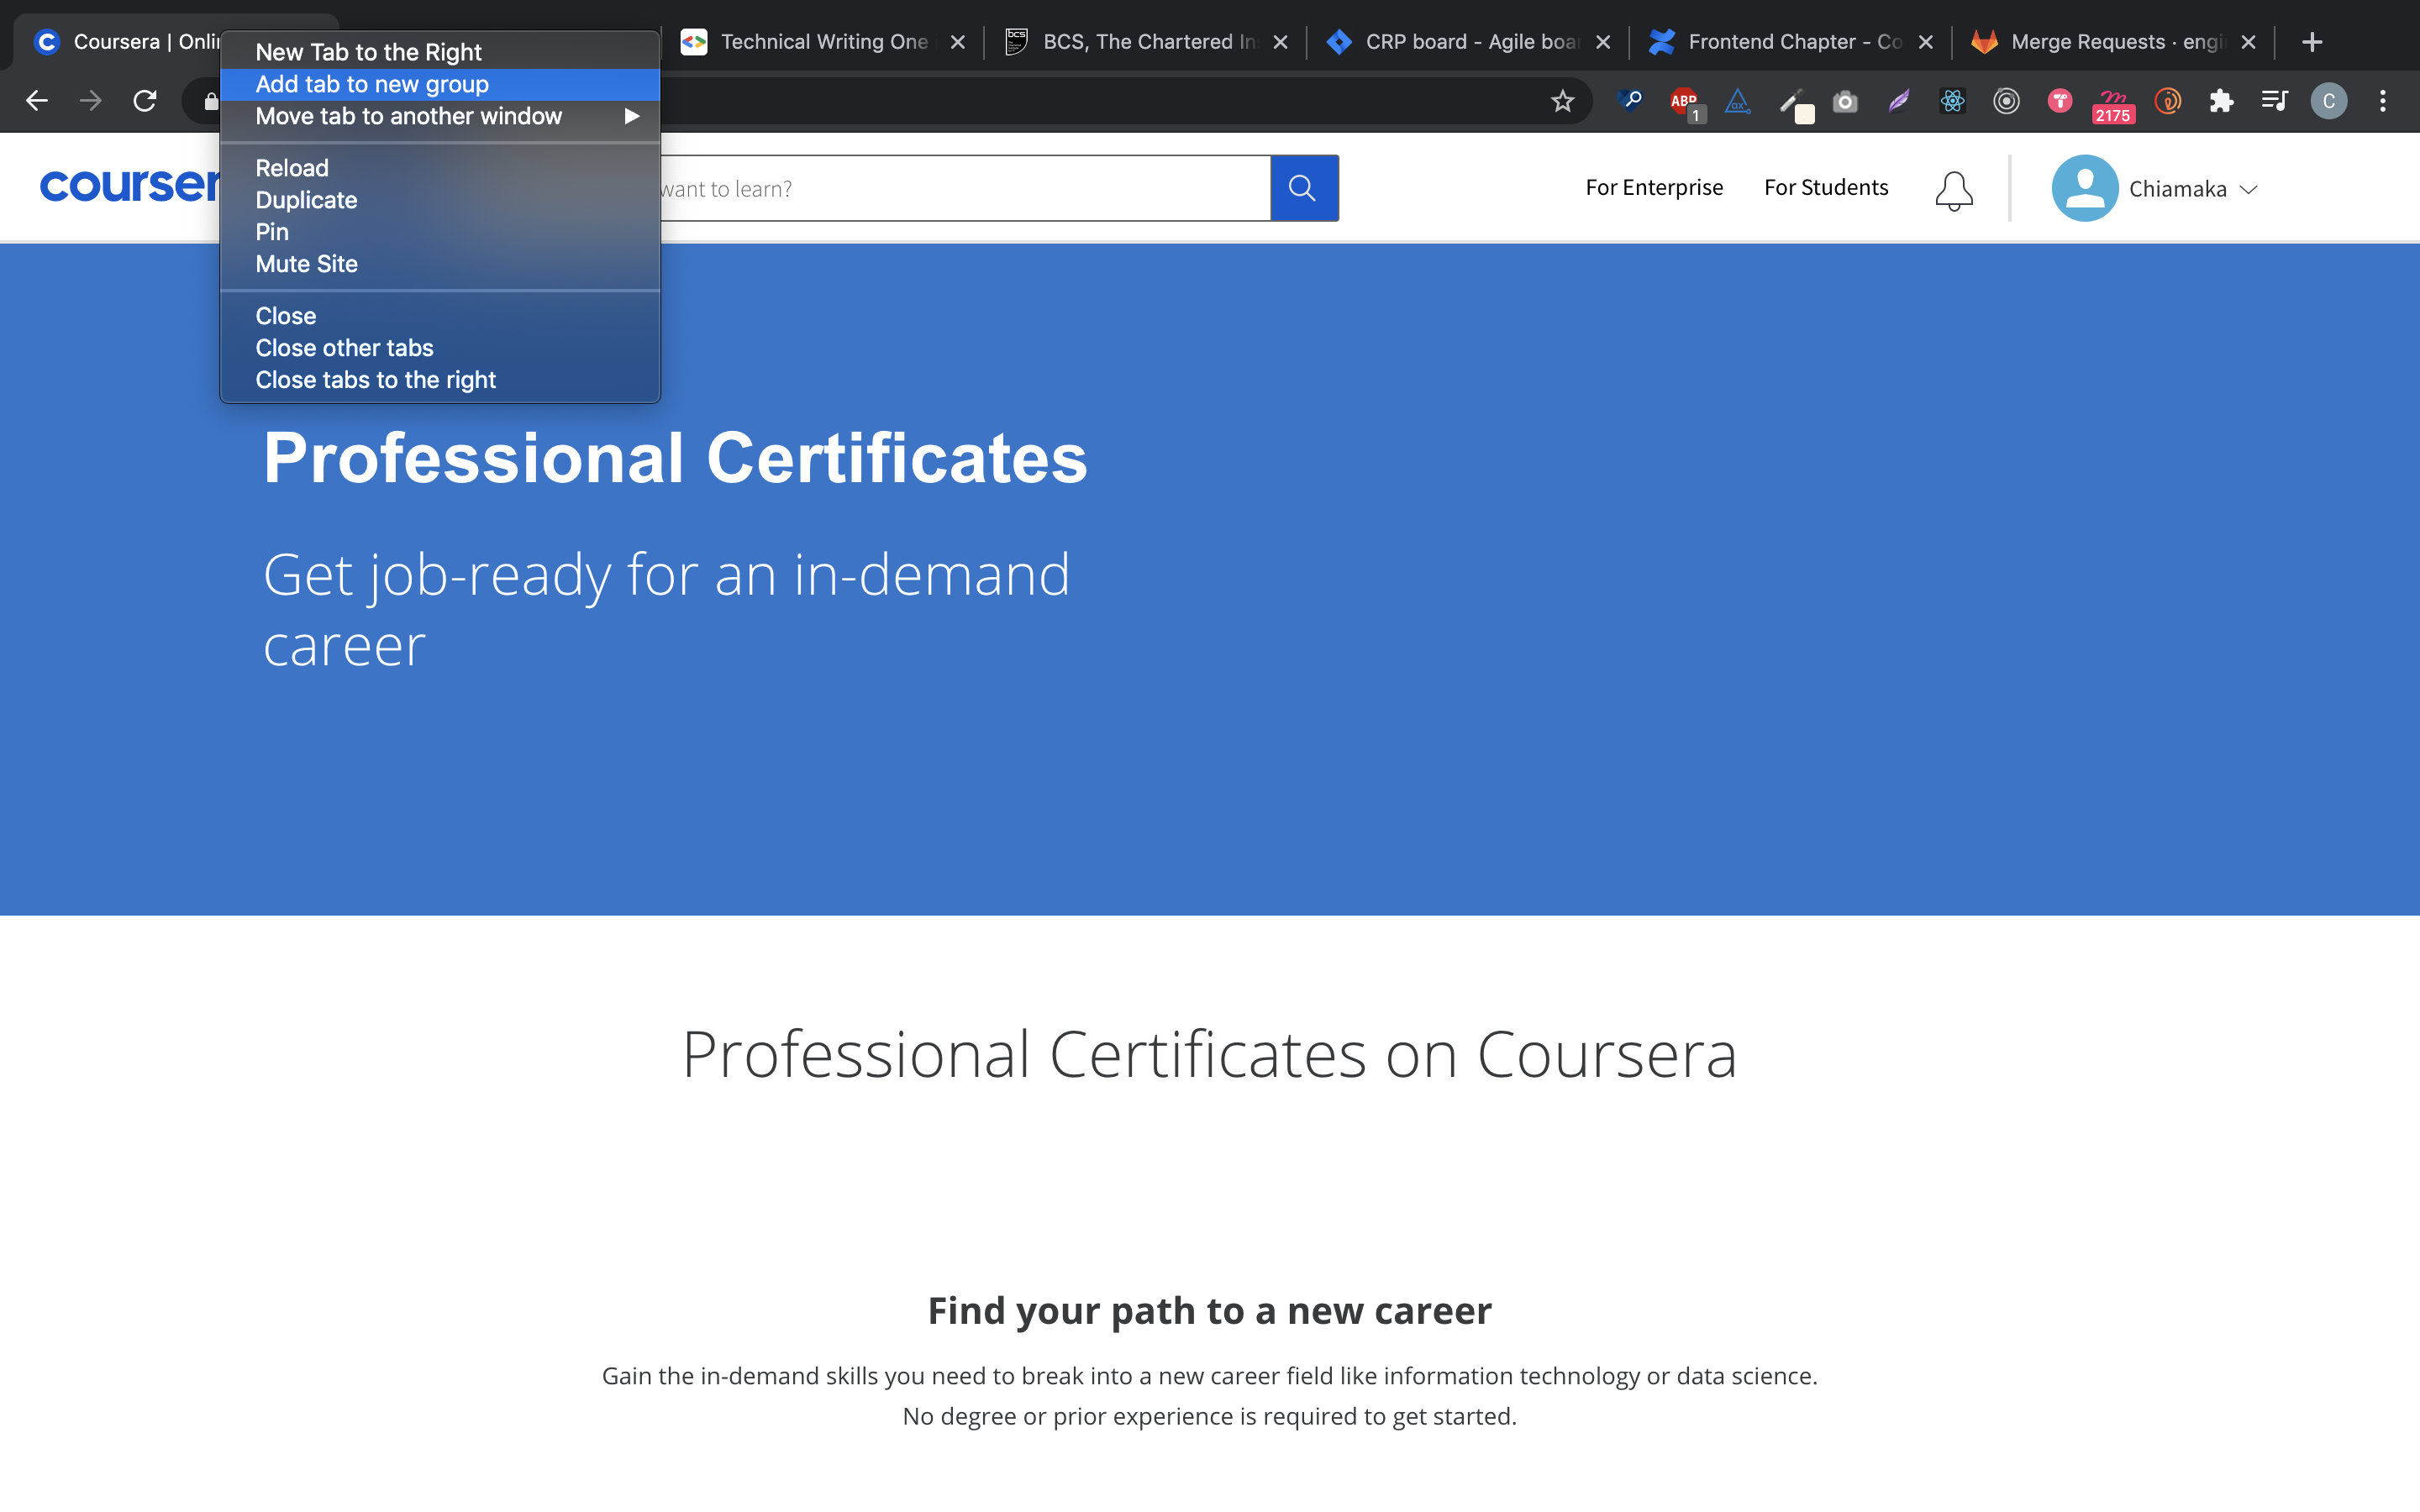 Coursera | Onli
Technical Writing One
BCS, The Chartered In
CRP board - Agile boar
Frontend Chapter - Co
Merge Requests · engi
New Tab to the Right
Add tab to new group
Move tab to another window
Reload
Duplicate
Pin
Mute Site
Close
Close other tabs
Close tabs to the right
ABP
1
2175
C
courser
want to learn?
For Enterprise
For Students
Chiamaka
Professional Certificates
Get job-ready for an in-demand
career
Professional Certificates on Coursera
Find your path to a new career
Gain the in-demand skills you need to break into a new career field like information technology or data science.
No degree or prior experience is required to get started.